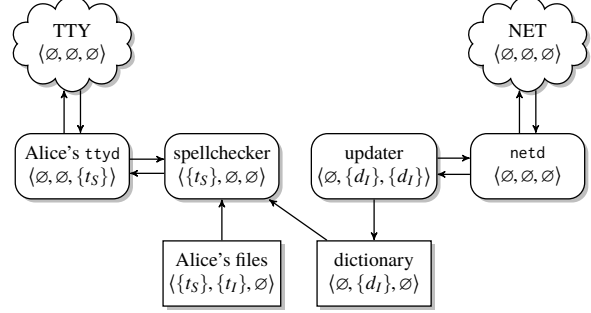 TTY
⟨∅, ∅, ∅⟩
NET
⟨∅, ∅, ∅⟩
Alice's ttyd
⟨∅, ∅, {t_S}⟩
spellchecker
⟨{t_S}, ∅, ∅⟩
updater
⟨∅, {d_I}, {d_I}⟩
netd
⟨∅, ∅, ∅⟩
Alice's files
⟨{t_S}, {t_I}, ∅⟩
dictionary
⟨∅, {d_I}, ∅⟩